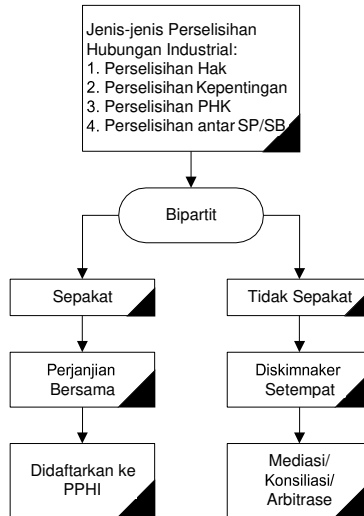 Jenis-jenis Perselisihan
Hubungan Industrial:
1. Perselisihan Hak
2. Perselisihan Kepentingan
3. Perselisihan PHK
4. Perselisihan antar SP/SB
Bipartit
Sepakat
Tidak Sepakat
Perjanjian
Bersama
Diskimnaker
Setempat
Didaftarkan ke
PPHI
Mediasi/
Konsiliasi/
Arbitrase